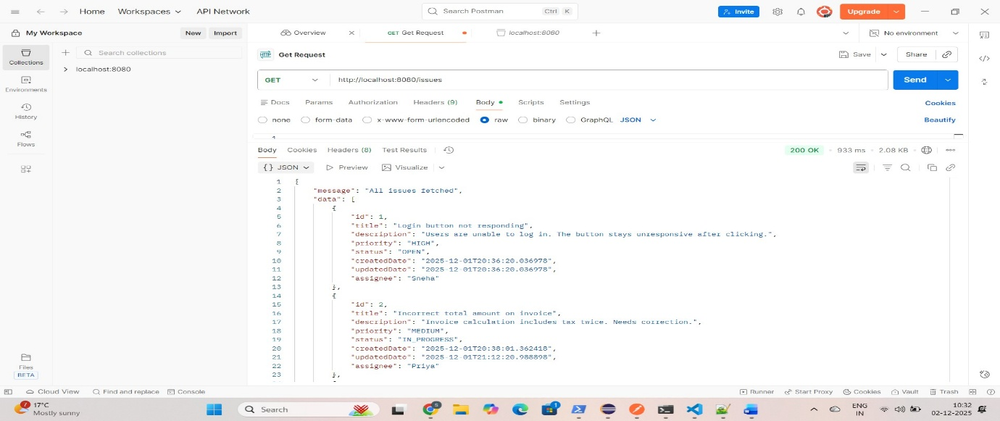 Home Workspaces API Network Search Postman Ctrl K Invite Upgrade
My Workspace New Import Overview GET Get Request localhost:8080 No environment
Collections Search collections HTTP Get Request Save Share
localhost:8080
GET http://localhost:8080/issues Send
Environments
Docs Params Authorization Headers (9) Body Scripts Settings Cookies
History
none form-data x-www-form-urlencoded raw binary GraphQL JSON Beautify
Flows
1
Body Cookies Headers (8) Test Results 200 OK 933 ms 2.08 KB
{} JSON Preview Visualize
1 {
2 "message": "All issues fetched",
3 "data": [
4 {
5 "id": 1,
6 "title": "Login button not responding",
7 "description": "Users are unable to log in. The button stays unresponsive after clicking.",
8 "priority": "HIGH",
9 "status": "OPEN",
10 "createdDate": "2025-12-01T20:36:20.036978",
11 "updatedDate": "2025-12-01T20:36:20.036978",
12 "assignee": "Sneha"
13 },
14 {
15 "id": 2,
16 "title": "Incorrect total amount on invoice",
17 "description": "Invoice calculation includes tax twice. Needs correction.",
18 "priority": "MEDIUM",
19 "status": "IN_PROGRESS",
20 "createdDate": "2025-12-01T20:38:01.362418",
21 "updatedDate": "2025-12-01T21:12:20.988898",
22 "assignee": "Priya"
23 },
Files
BETA
Cloud View Find and replace Console Runner Start Proxy Cookies Vault Trash
7 17°C
Mostly sunny
Search
1
ENG
IN
10:32
02-12-2025